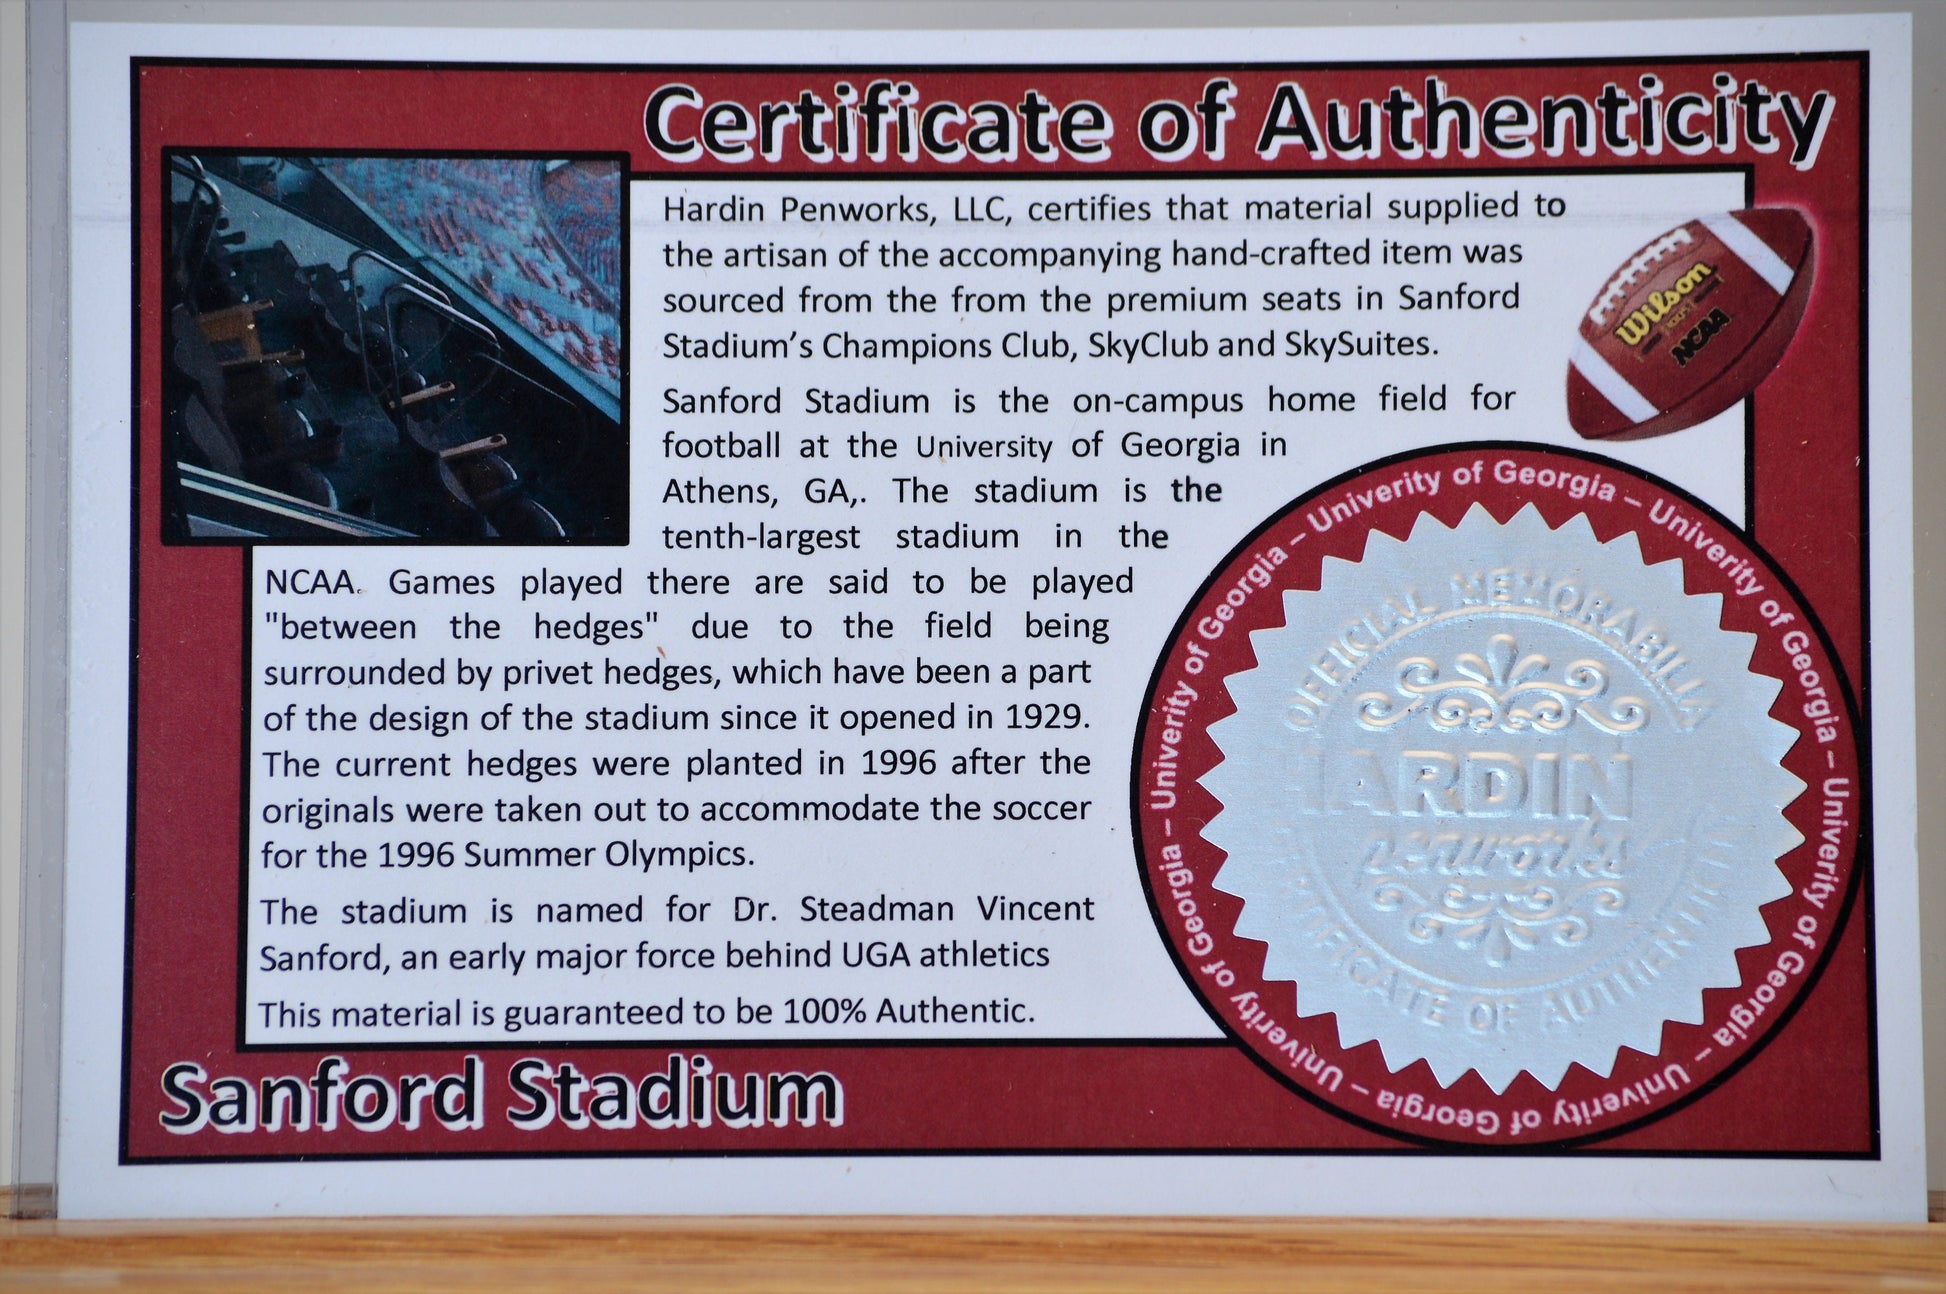 Certificate of Authenticity
Hardin Penworks, LLC, certifies that material supplied to
the artisan of the accompanying hand-crafted item was
sourced from the from the premium seats in Sanford
Stadium's Champions Club, SkyClub and SkySuites.
Wilson
NCAA
Sanford Stadium is the on-campus home field for
football at the University of Georgia in
Athens, GA,. The stadium is the
tenth-largest stadium in the
NCAA. Games played there are said to be played
"between the hedges" due to the field being
surrounded by privet hedges, which have been a part
of the design of the stadium since it opened in 1929.
The current hedges were planted in 1996 after the
originals were taken out to accommodate the soccer
for the 1996 Summer Olympics.
The stadium is named for Dr. Steadman Vincent
Sanford, an early major force behind UGA athletics
This material is guaranteed to be 100% Authentic.
Univerity of Georgia – Univerity of Georgia – Univerity of Georgia – Univerity of Georgia – Univerity of Georgia – Univerity of Georgia – Univerity of Georgia –
OFFICIAL MEMORABILIA
HARDIN
penworks
CERTIFICATE OF AUTHENTICITY
Sanford Stadium